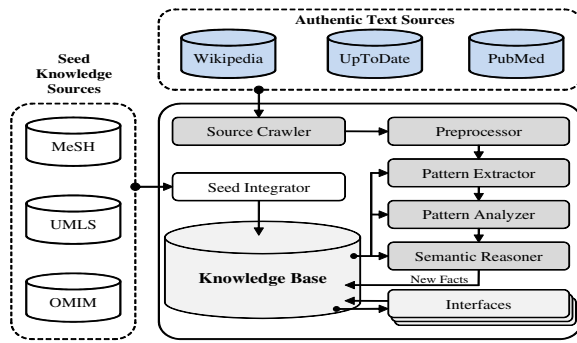 Authentic Text Sources
Wikipedia
UpToDate
PubMed
Seed
Knowledge
Sources
MeSH
UMLS
OMIM
Source Crawler
Preprocessor
Seed Integrator
Pattern Extractor
Pattern Analyzer
Knowledge Base
Semantic Reasoner
New Facts
Interfaces